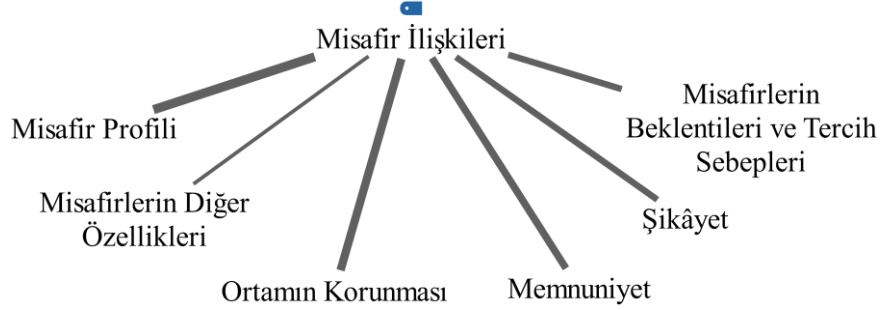 Misafir İlişkileri
Misafir Profili
Misafirlerin Diğer
Özellikleri
Ortamın Korunması
Memnuniyet
Şikâyet
Misafirlerin
Beklentileri ve Tercih
Sebepleri